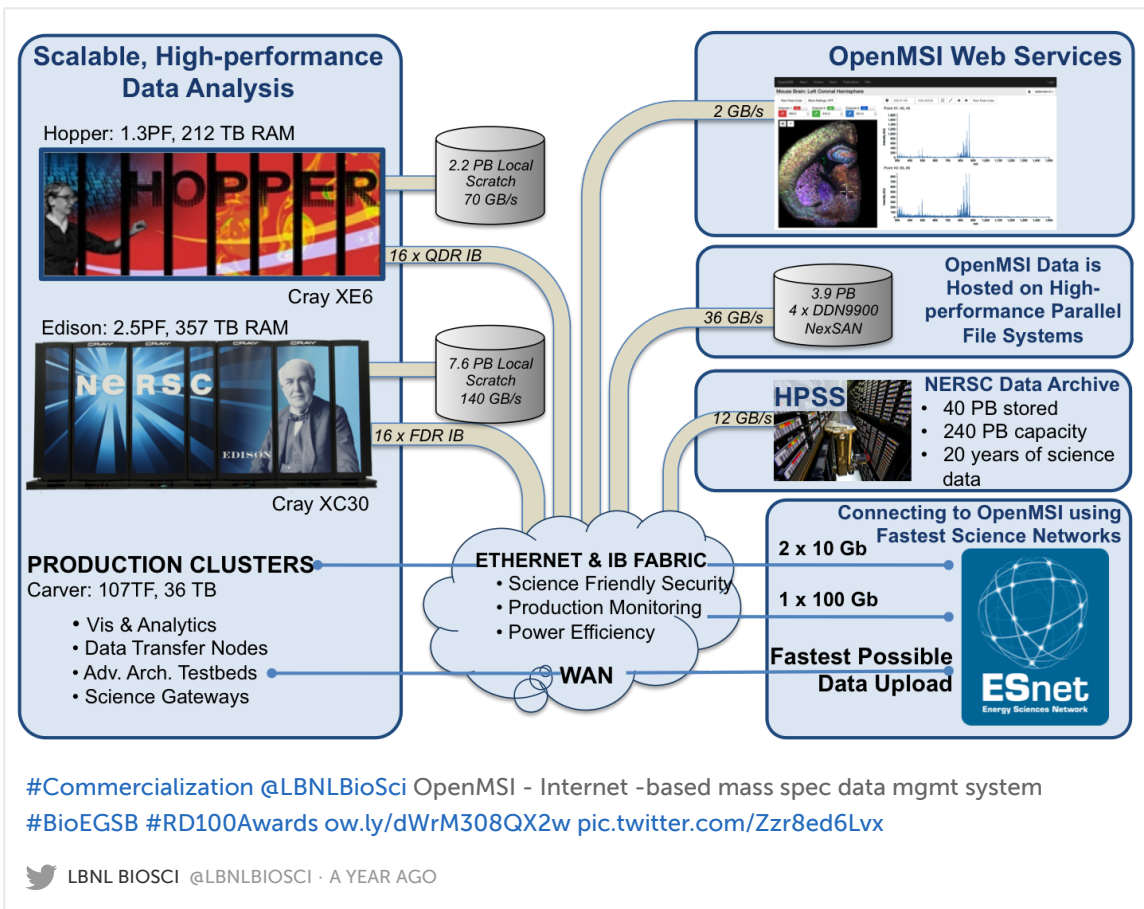 Scalable, High-performance
Data Analysis
Hopper: 1.3PF, 212 TB RAM
HOPPER
Cray XE6
2.2 PB Local
Scratch
70 GB/s
16 x QDR IB
Edison: 2.5PF, 357 TB RAM
CRAY
NERSC
EDISON
Cray XC30
7.6 PB Local
Scratch
140 GB/s
16 x FDR IB
PRODUCTION CLUSTERS
Carver: 107TF, 36 TB
• Vis & Analytics
• Data Transfer Nodes
• Adv. Arch. Testbeds
• Science Gateways
ETHERNET & IB FABRIC
• Science Friendly Security
• Production Monitoring
• Power Efficiency
WAN
OpenMSI Web Services
2 GB/s
Mouse Brain: Left Coronal Hemisphere
36 GB/s
3.9 PB
4 x DDN9900
NexSAN
OpenMSI Data is
Hosted on High-
performance Parallel
File Systems
12 GB/s
HPSS
NERSC Data Archive
• 40 PB stored
• 240 PB capacity
• 20 years of science
data
Connecting to OpenMSI using
Fastest Science Networks
2 x 10 Gb
1 x 100 Gb
Fastest Possible
Data Upload
ESnet
Energy Sciences Network
#Commercialization @LBNLBioSci OpenMSI - Internet -based mass spec data mgmt system
#BioEGSB #RD100Awards ow.ly/dWrM308QX2w pic.twitter.com/Zzr8ed6Lvx
LBNL BIOSCI @LBNLBIOSCI · A YEAR AGO